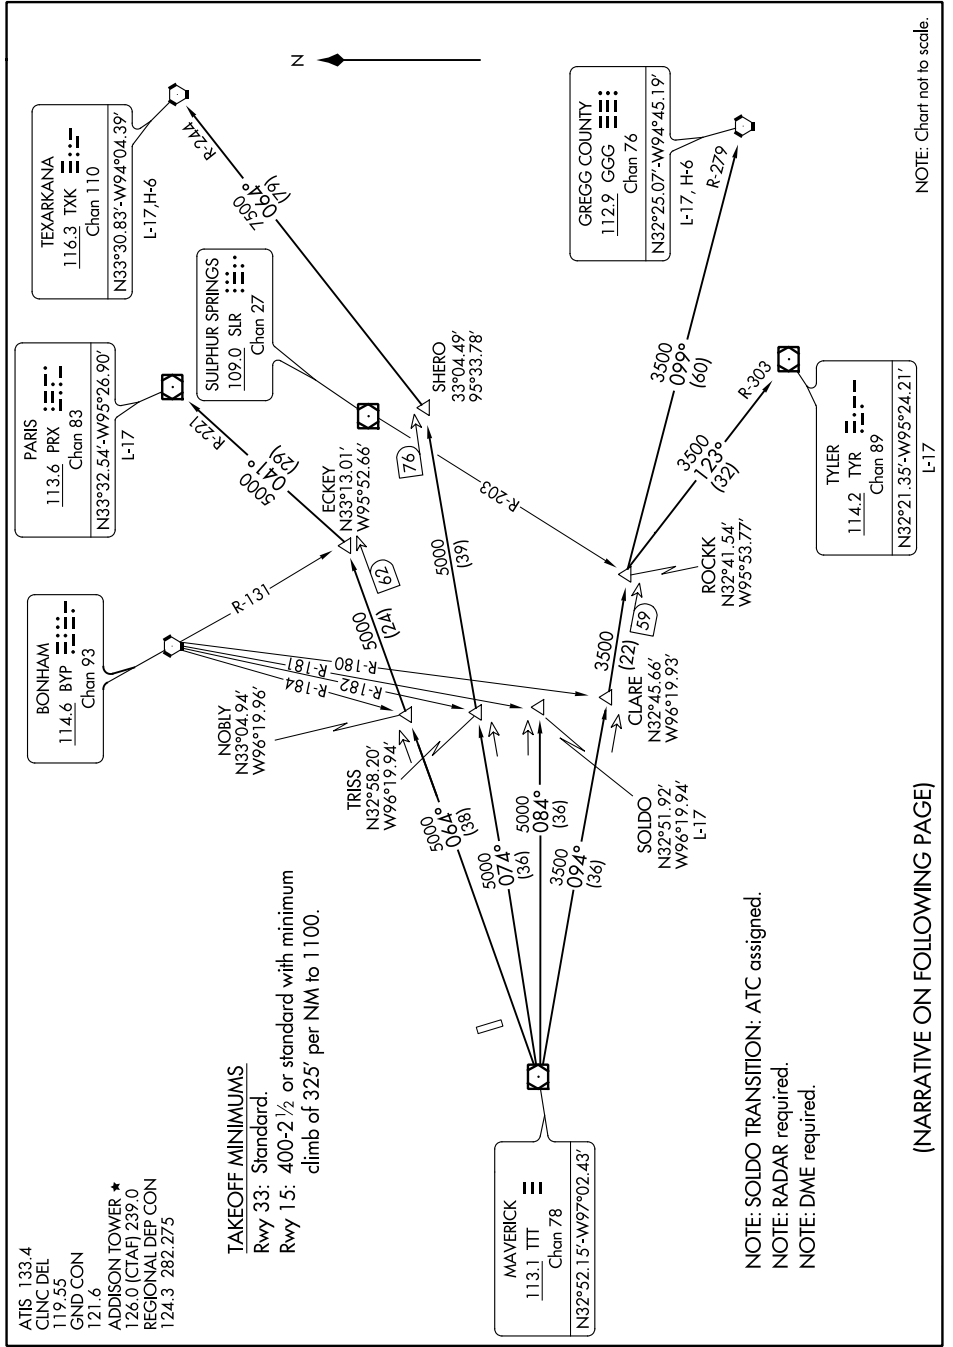 ATIS 133.4
CLNC DEL
119.55
GND CON
121.6
ADDISON TOWER ★
126.0 (CTAF) 239.0
REGIONAL DEP CON
124.3 282.275
TAKEOFF MINIMUMS
Rwy 33: Standard.
Rwy 15: 400-2½ or standard with minimum
climb of 325' per NM to 1100.
BONHAM
114.6 BYP
Chan 93
PARIS
113.6 PRX
Chan 83
N33°32.54'-W95°26.90'
L-17
TEXARKANA
116.3 TXK
Chan 110
N33°30.83'-W94°04.39'
L-17,H-6
SULPHUR SPRINGS
109.0 SLR
Chan 27
N
R-131
R-184
R-182
R-181
R-180
R-221
5000
041°
(29)
R-244
7500
064°
(79)
NOBLY
N33°04.94'
W96°19.96'
ECKEY
N33°13.01'
W95°52.66'
62
5000
(24)
SHERO
33°04.49'
95°33.78'
76
5000
(39)
TRISS
N32°58.20'
W96°19.94'
5000
064°
(38)
5000
074°
(36)
5000
084°
(36)
3500
094°
(36)
SOLDO
N32°51.92'
W96°19.94'
L-17
CLARE
N32°45.66'
W96°19.93'
3500
(22)
59
R-203
ROCKK
N32°41.54'
W95°53.77'
3500
099°
(60)
R-279
3500
123°
(32)
R-303
GREGG COUNTY
112.9 GGG
Chan 76
N32°25.07'-W94°45.19'
L-17, H-6
TYLER
114.2 TYR
Chan 89
N32°21.35'-W95°24.21'
L-17
MAVERICK
113.1 TTT
Chan 78
N32°52.15'-W97°02.43'
NOTE: SOLDO TRANSITION: ATC assigned.
NOTE: RADAR required.
NOTE: DME required.
NOTE: Chart not to scale.
(NARRATIVE ON FOLLOWING PAGE)